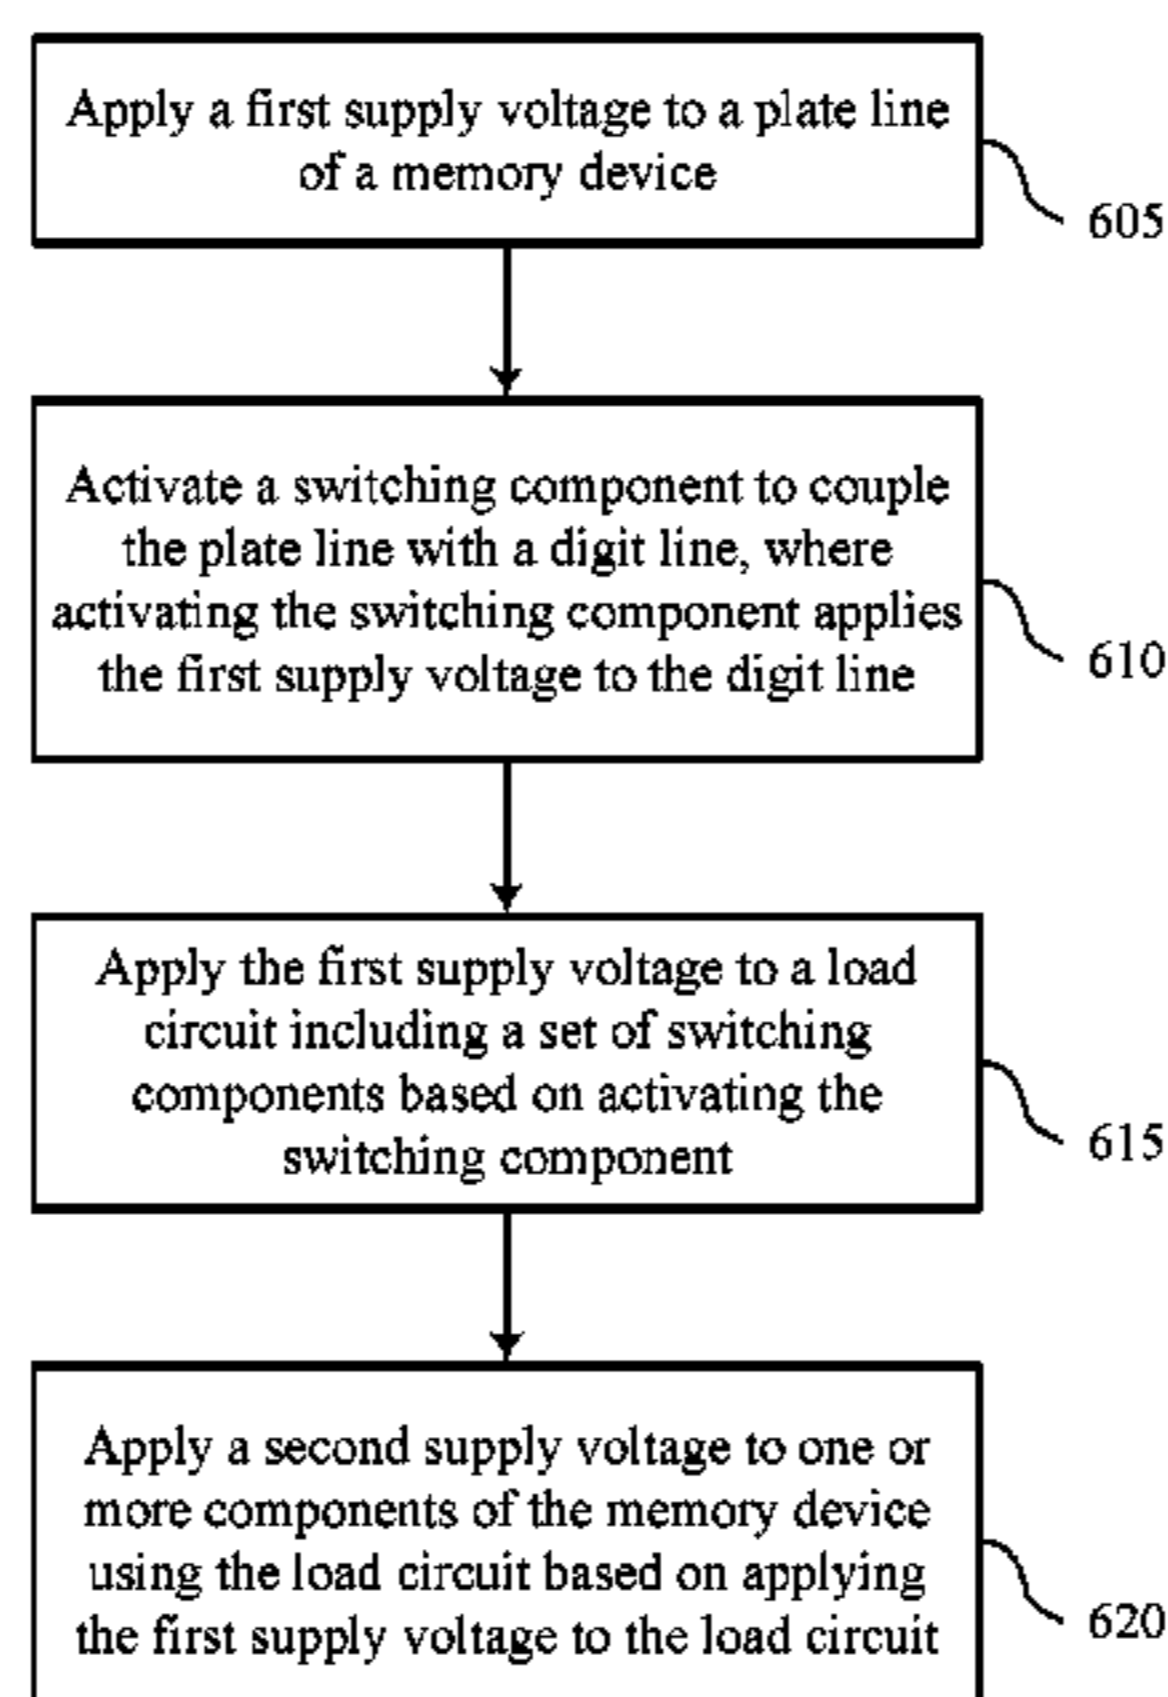 Apply a first supply voltage to a plate line
of a memory device
605
Activate a switching component to couple
the plate line with a digit line, where
activating the switching component applies
the first supply voltage to the digit line
610
Apply the first supply voltage to a load
circuit including a set of switching
components based on activating the
switching component
615
Apply a second supply voltage to one or
more components of the memory device
using the load circuit based on applying
the first supply voltage to the load circuit
620